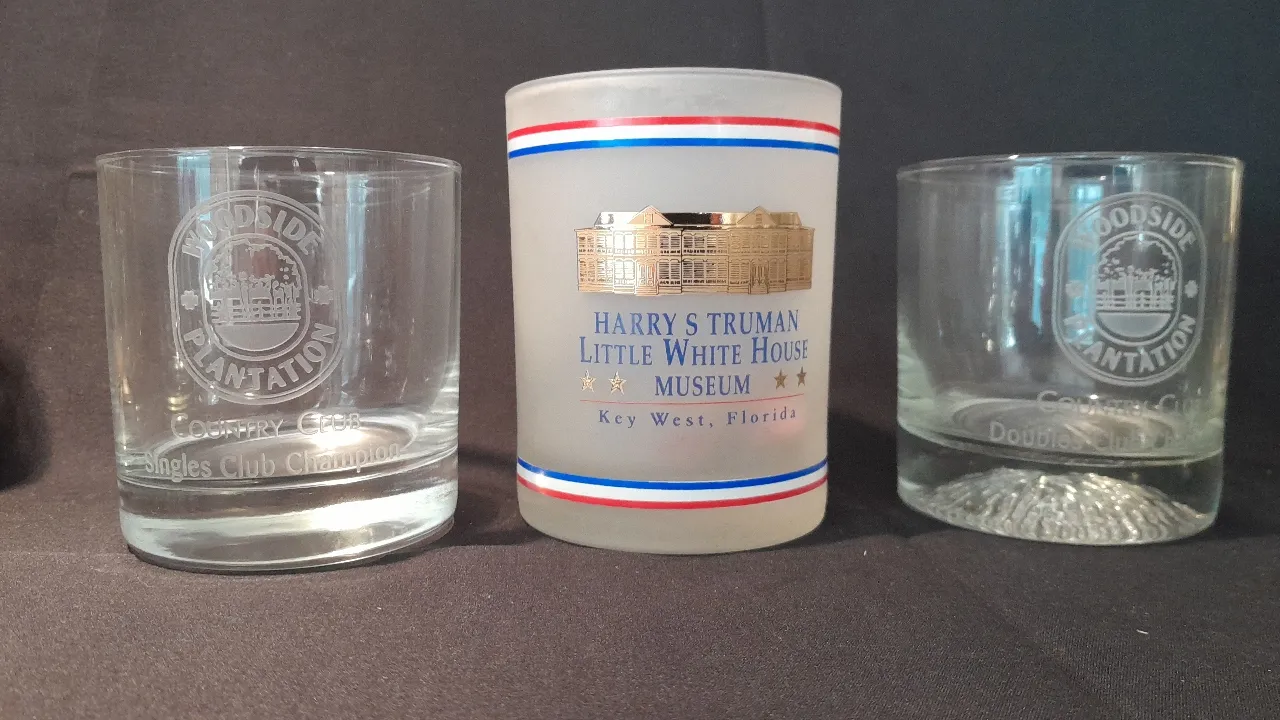 WOODSIDE
PLANTATION
COUNTRY CLUB
Singles Club Champion
HARRY S TRUMAN
LITTLE WHITE HOUSE
MUSEUM
Key West, Florida
WOODSIDE
PLANTATION
COUNTRY
Doubles Club